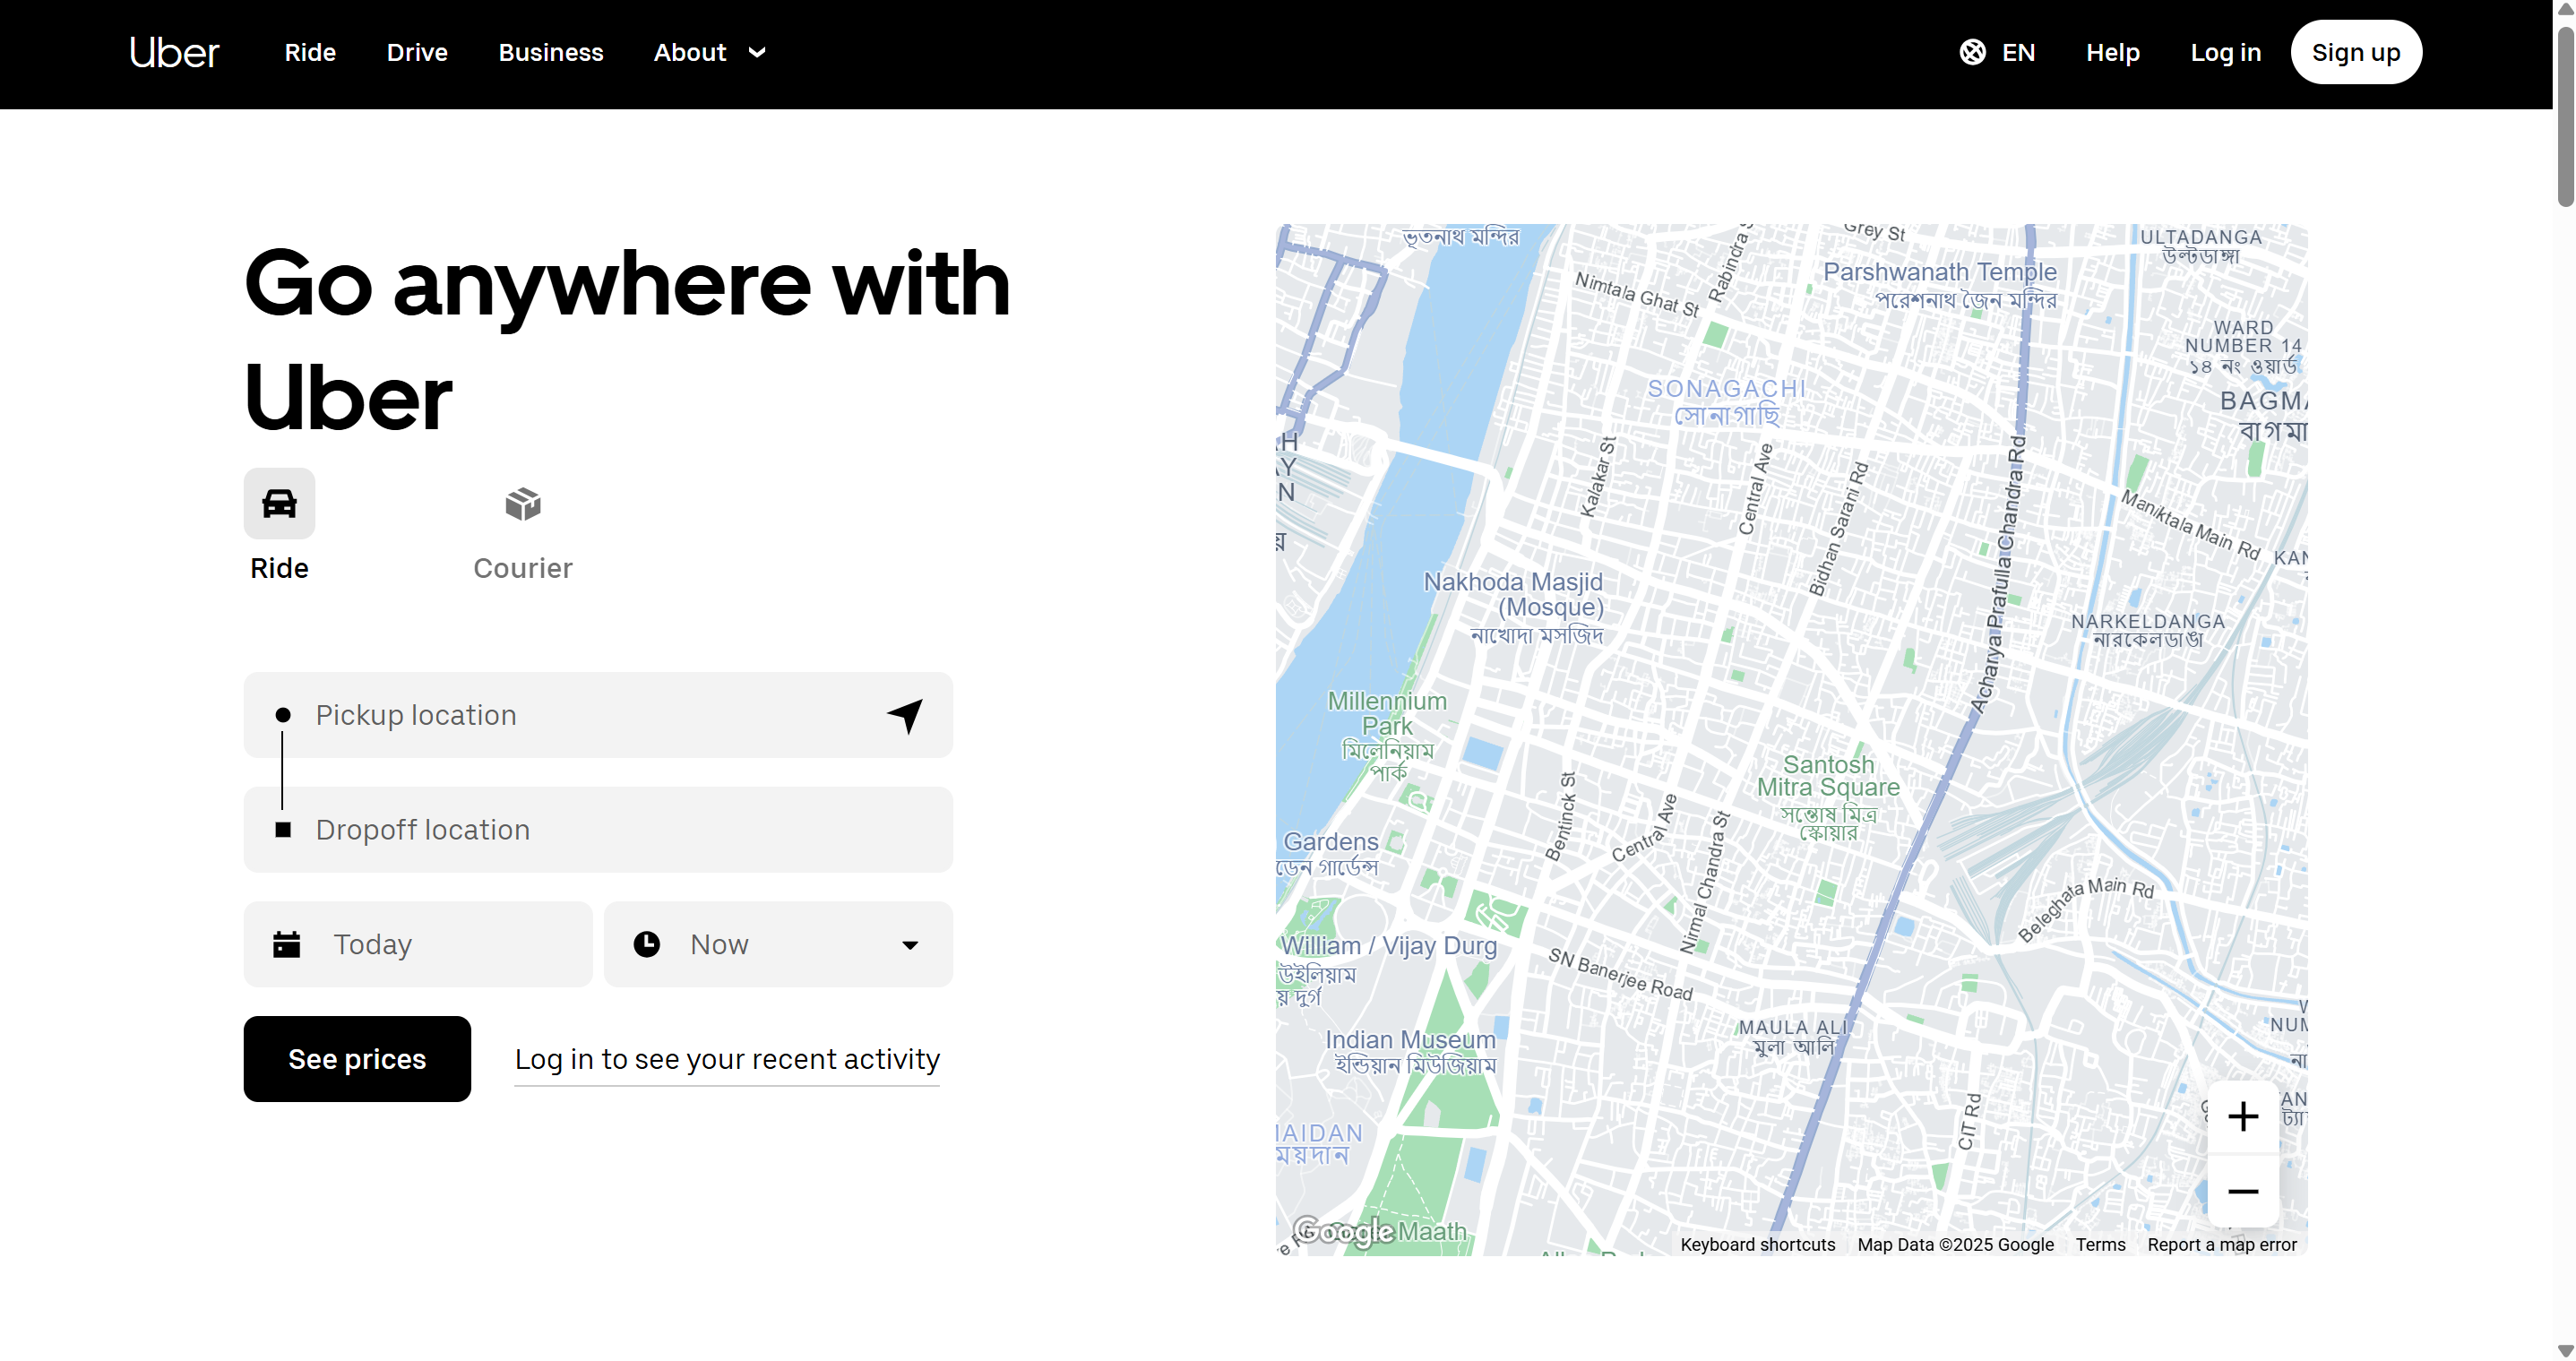 Uber
Ride
Drive
Business
About
EN
Help
Log in
Sign up
Go anywhere with
Uber
Ride
Courier
Pickup location
Dropoff location
Today
Now
See prices
Log in to see your recent activity
ভূতনাথ মন্দির
Grey St
ULTADANGA
উল্টাডাঙ্গা
Nimtala Ghat St
Rabindra
Parshwanath Temple
পরেশনাথ জৈন মন্দির
WARD
NUMBER 14
১৪ নং ওয়ার্ড
SONAGACHI
সোনাগাছি
BAGMA
বাগমা
Kalakar St
Central Ave
Bidhan Sarani Rd
Acharya Prafulla Chandra Rd
Maniktala Main Rd
KAN
Nakhoda Masjid
(Mosque)
নাখোদা মসজিদ
NARKELDANGA
নারকেলডাঙা
Millennium
Park
মিলেনিয়াম
পার্ক
Santosh
Mitra Square
সন্তোষ মিত্র
স্কোয়ার
Bentinck St
Central Ave
Nirmal Chandra St
Gardens
ডেন গার্ডেন্স
Beleghata Main Rd
William / Vijay Durg
উইলিয়াম
য় দুর্গ
SN Banerjee Road
MAULA ALI
মুলা আলি
NUM
Indian Museum
ইন্ডিয়ান মিউজিয়াম
CIT Rd
MAIDAN
ময়দান
Google
Maath
Keyboard shortcuts
Map Data ©2025 Google
Terms
Report a map error